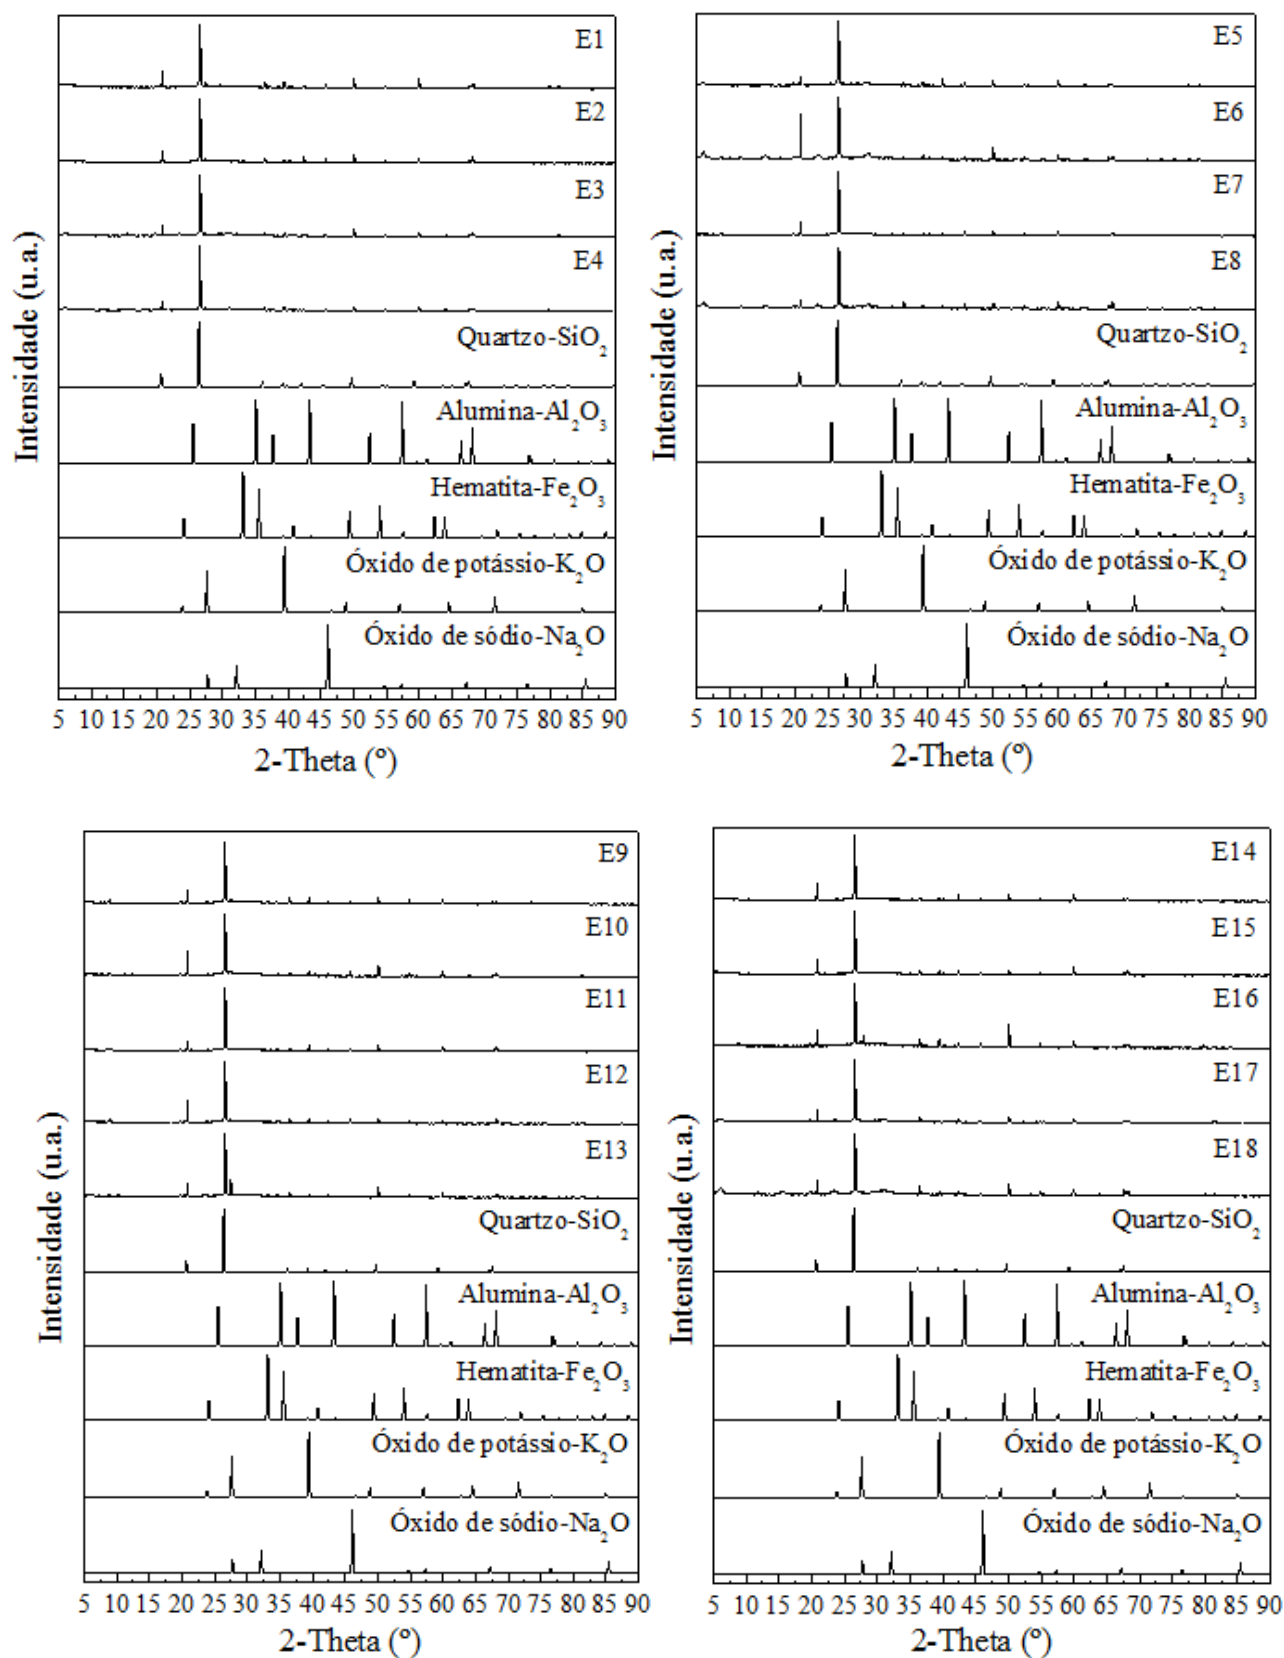 E1
E2
E3
E4
Quartzo-SiO2
Alumina-Al2O3
Hematita-Fe2O3
Óxido de potássio-K2O
Óxido de sódio-Na2O
Intensidade (u.a.)
5 10 15 20 25 30 35 40 45 50 55 60 65 70 75 80 85 90
2-Theta (º)
E5
E6
E7
E8
Quartzo-SiO2
Alumina-Al2O3
Hematita-Fe2O3
Óxido de potássio-K2O
Óxido de sódio-Na2O
Intensidade (u.a.)
5 10 15 20 25 30 35 40 45 50 55 60 65 70 75 80 85 90
2-Theta (º)
E9
E10
E11
E12
E13
Quartzo-SiO2
Alumina-Al2O3
Hematita-Fe2O3
Óxido de potássio-K2O
Óxido de sódio-Na2O
Intensidade (u.a.)
5 10 15 20 25 30 35 40 45 50 55 60 65 70 75 80 85 90
2-Theta (º)
E14
E15
E16
E17
E18
Quartzo-SiO2
Alumina-Al2O3
Hematita-Fe2O3
Óxido de potássio-K2O
Óxido de sódio-Na2O
Intensidade (u.a.)
5 10 15 20 25 30 35 40 45 50 55 60 65 70 75 80 85 90
2-Theta (º)